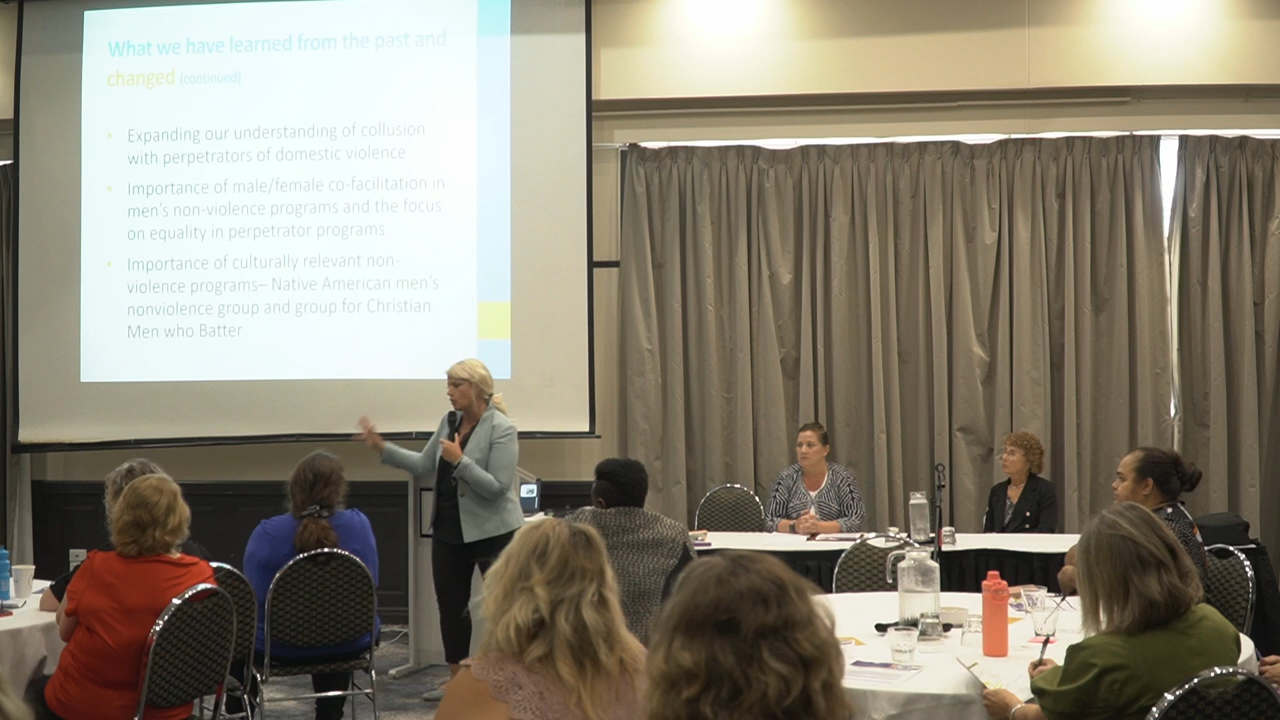 What we have learned from the past and
changed (continued)
• Expanding our understanding of collusion
with perpetrators of domestic violence
• Importance of male/female co-facilitation in
men's non-violence programs and the focus
on equality in perpetrator programs
• Importance of culturally relevant non-
violence programs– Native American men's
nonviolence group and group for Christian
Men who Batter